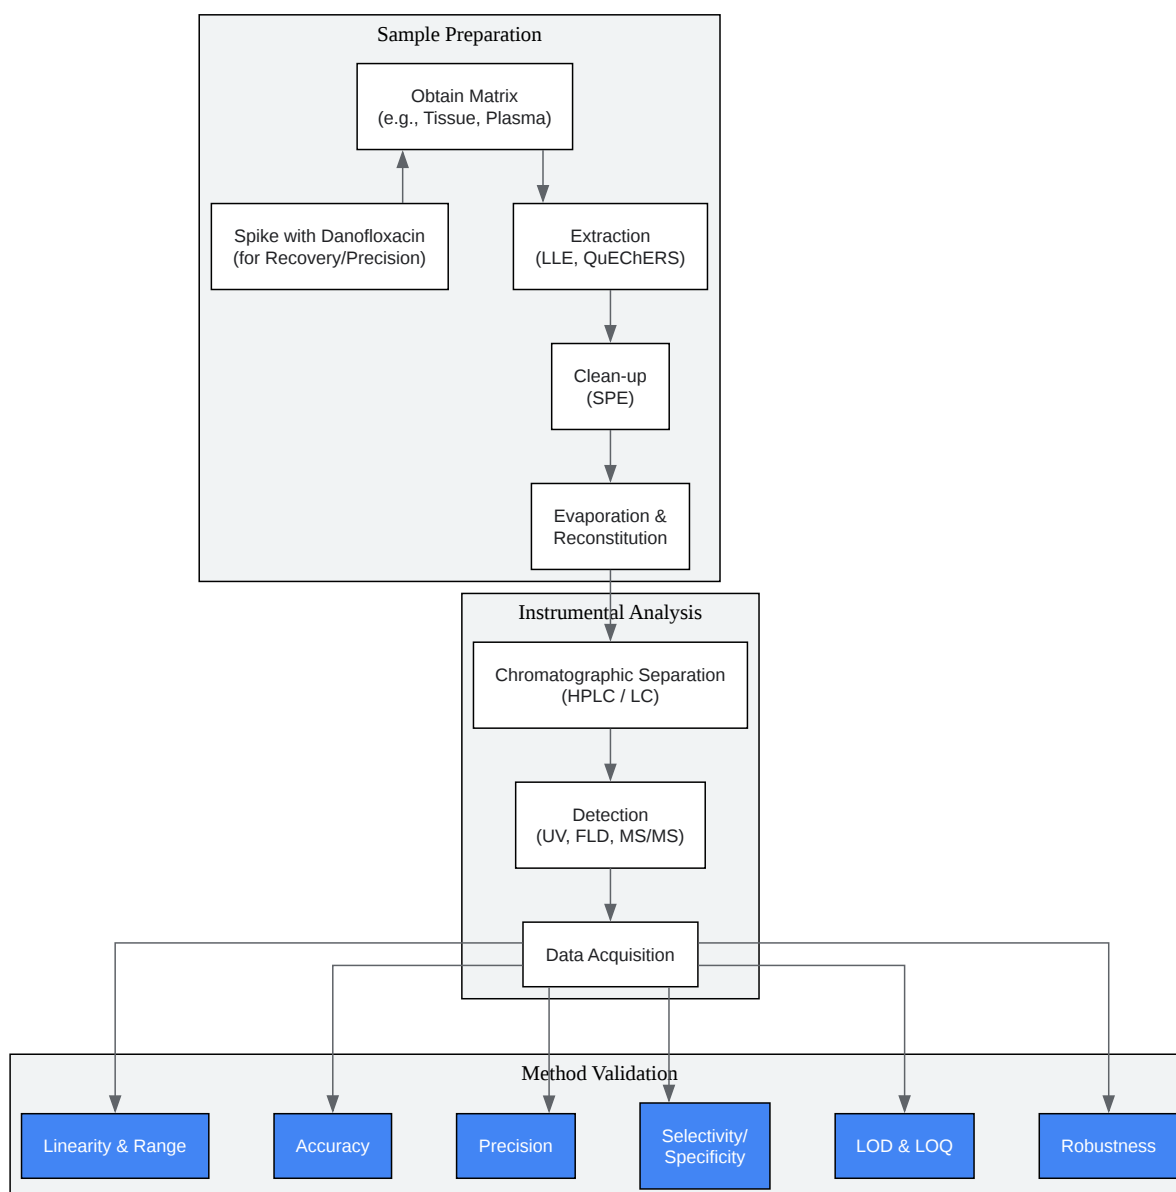 Sample Preparation
Obtain Matrix
(e.g., Tissue, Plasma)
Spike with Danofloxacin
(for Recovery/Precision)
Extraction
(LLE, QuEChERS)
Clean-up
(SPE)
Evaporation &
Reconstitution
Instrumental Analysis
Chromatographic Separation
(HPLC / LC)
Detection
(UV, FLD, MS/MS)
Data Acquisition
Method Validation
Linearity & Range
Accuracy
Precision
Selectivity/
Specificity
LOD & LOQ
Robustness